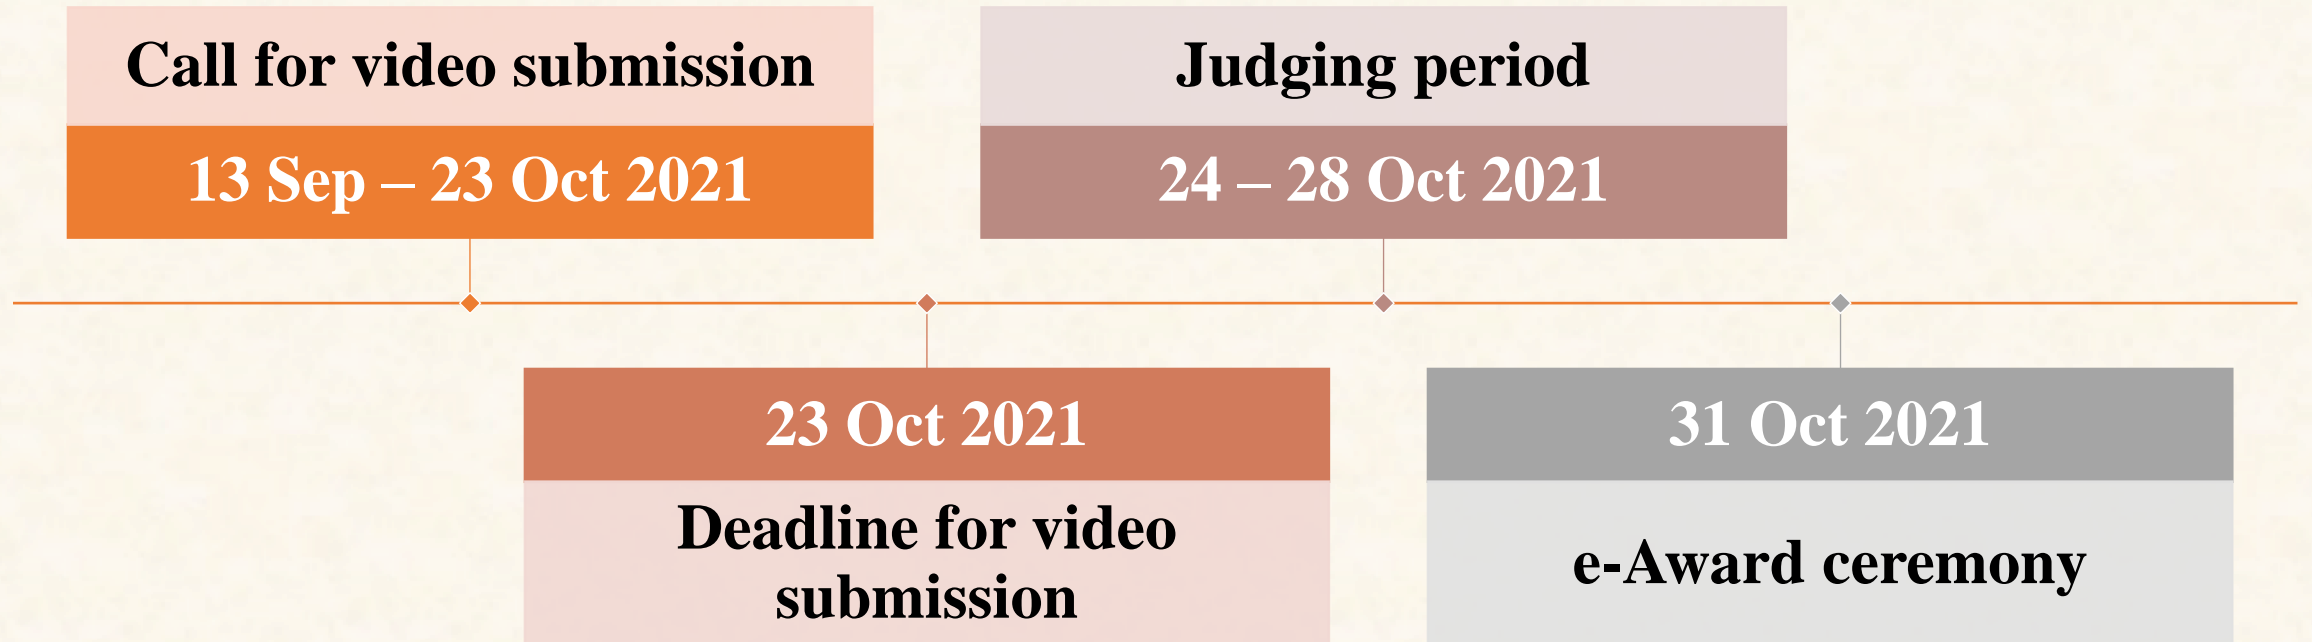 Call for video submission
13 Sep – 23 Oct 2021
23 Oct 2021
Deadline for video
submission
Judging period
24 – 28 Oct 2021
31 Oct 2021
e-Award ceremony